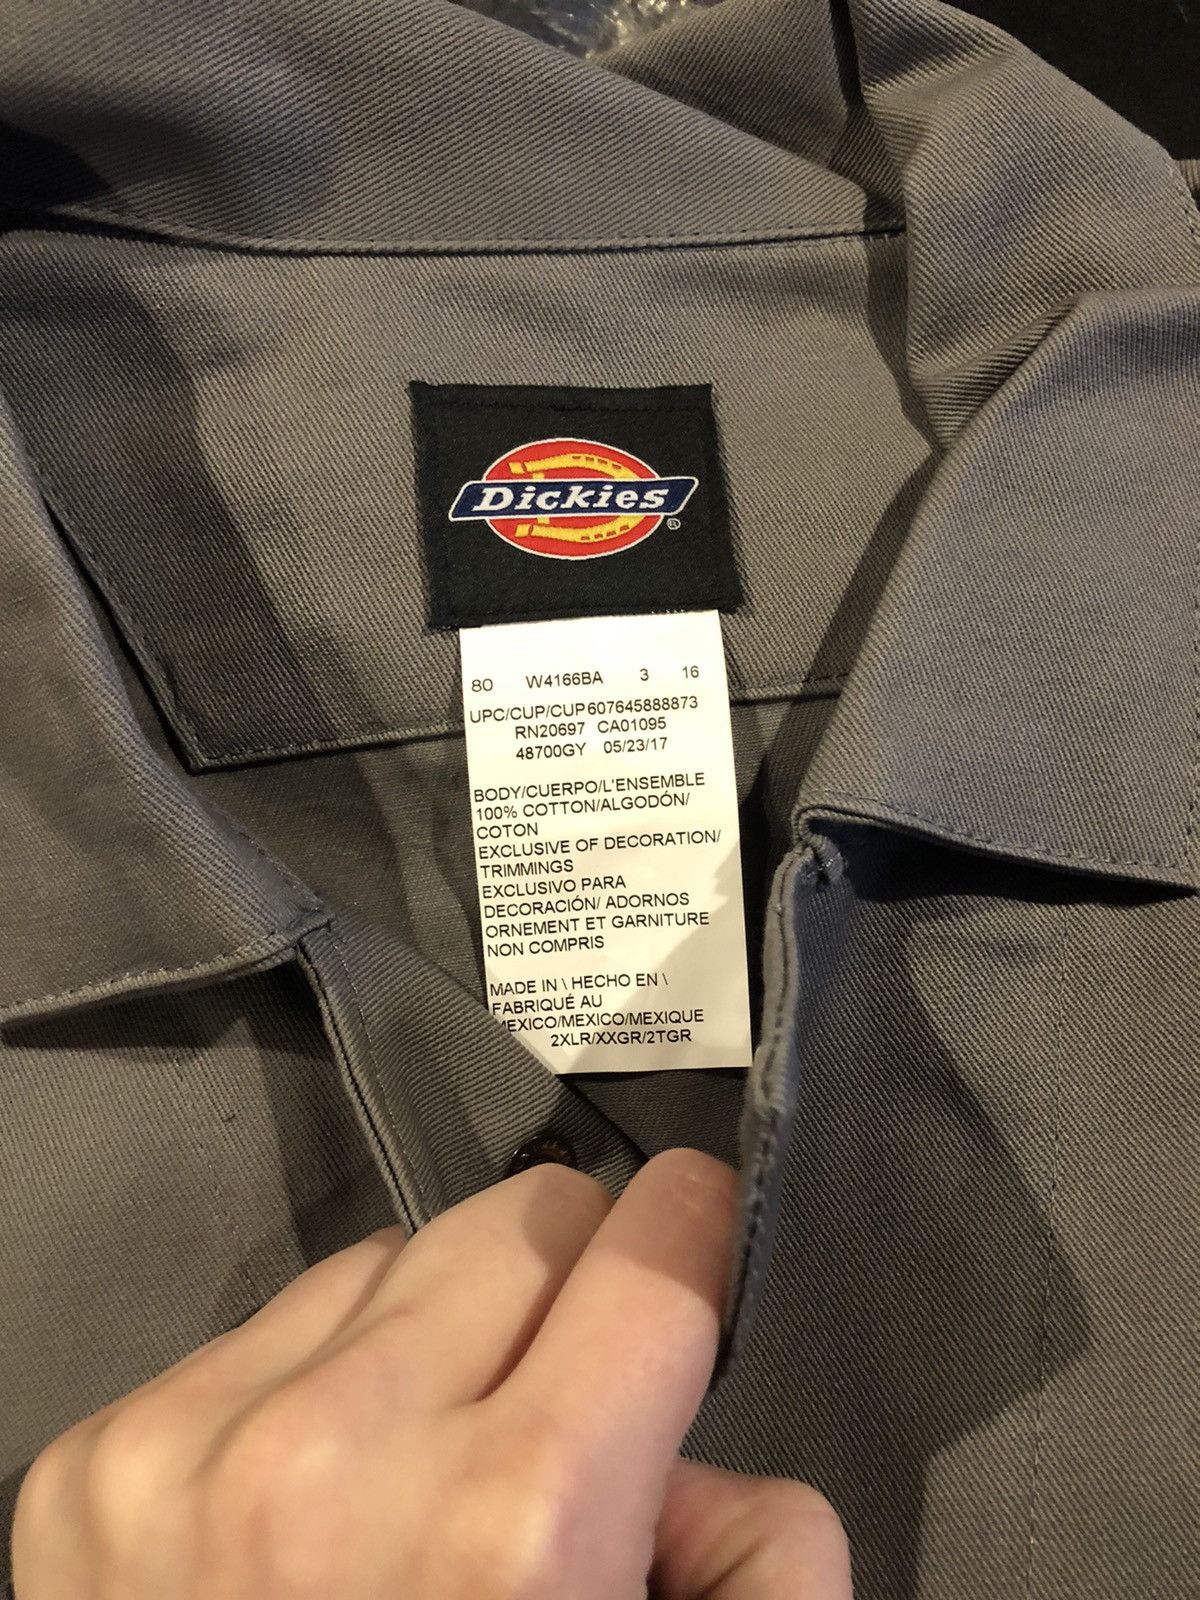 Dickies®
80 W4166BA 3 16
UPC/CUP/CUP607645888873
RN20697 CA01095
48700GY 05/23/17
BODY/CUERPO/L'ENSEMBLE
100% COTTON/ALGODÓN/
COTON
EXCLUSIVE OF DECORATION/
TRIMMINGS
EXCLUSIVO PARA
DECORACIÓN/ ADORNOS
ORNEMENT ET GARNITURE
NON COMPRIS
MADE IN \ HECHO EN \
FABRIQUÉ AU
MEXICO/MEXICO/MEXIQUE
2XLR/XXGR/2TGR